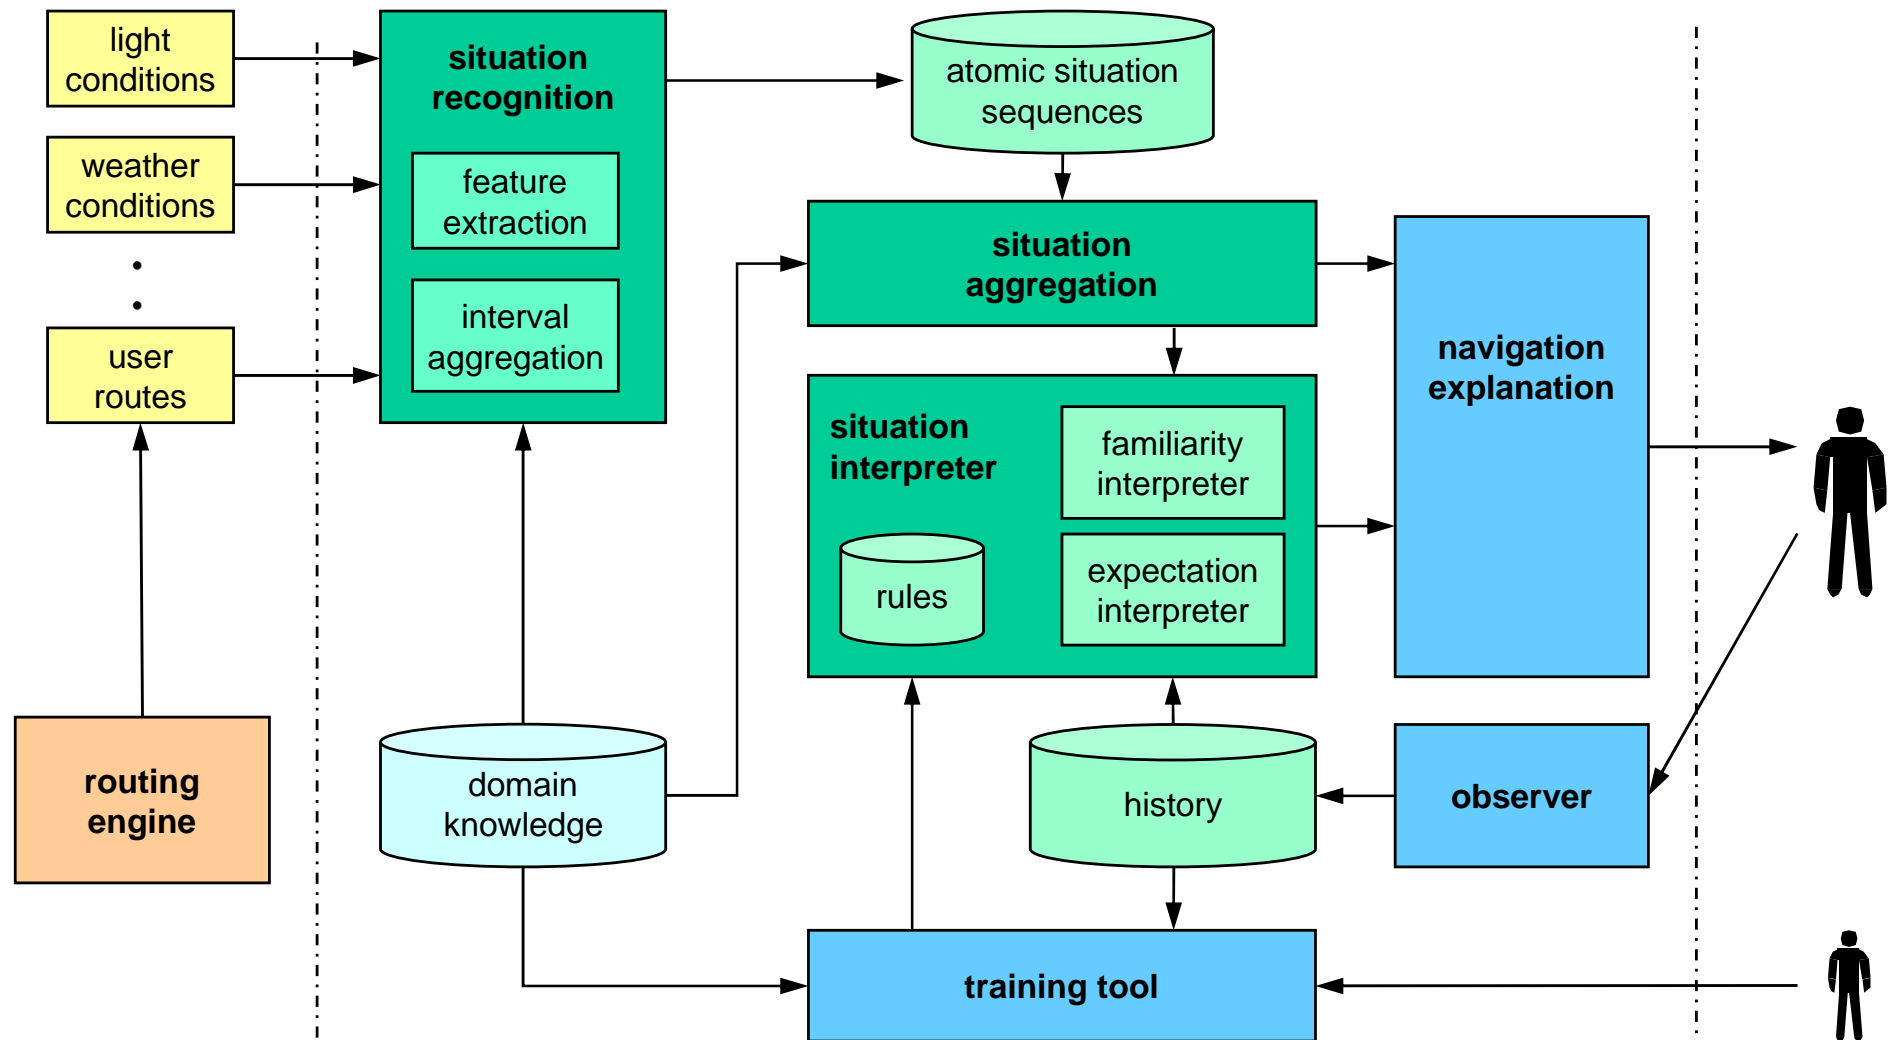 light
conditions
weather
conditions
user
routes
routing
engine
situation
recognition
feature
extraction
interval
aggregation
domain
knowledge
atomic situation
sequences
situation
aggregation
situation
interpreter
familiarity
interpreter
rules
expectation
interpreter
history
training tool
navigation
explanation
observer